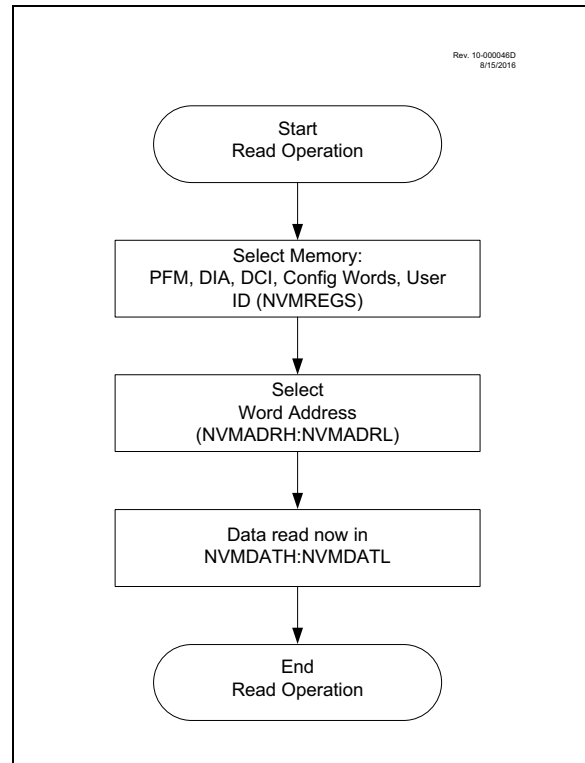 Rev. 10-000046D
8/15/2016
Start
Read Operation
Select Memory:
PFM, DIA, DCI, Config Words, User
ID (NVMREGS)
Select
Word Address
(NVMADRH:NVMADRL)
Data read now in
NVMDATH:NVMDATL
End
Read Operation